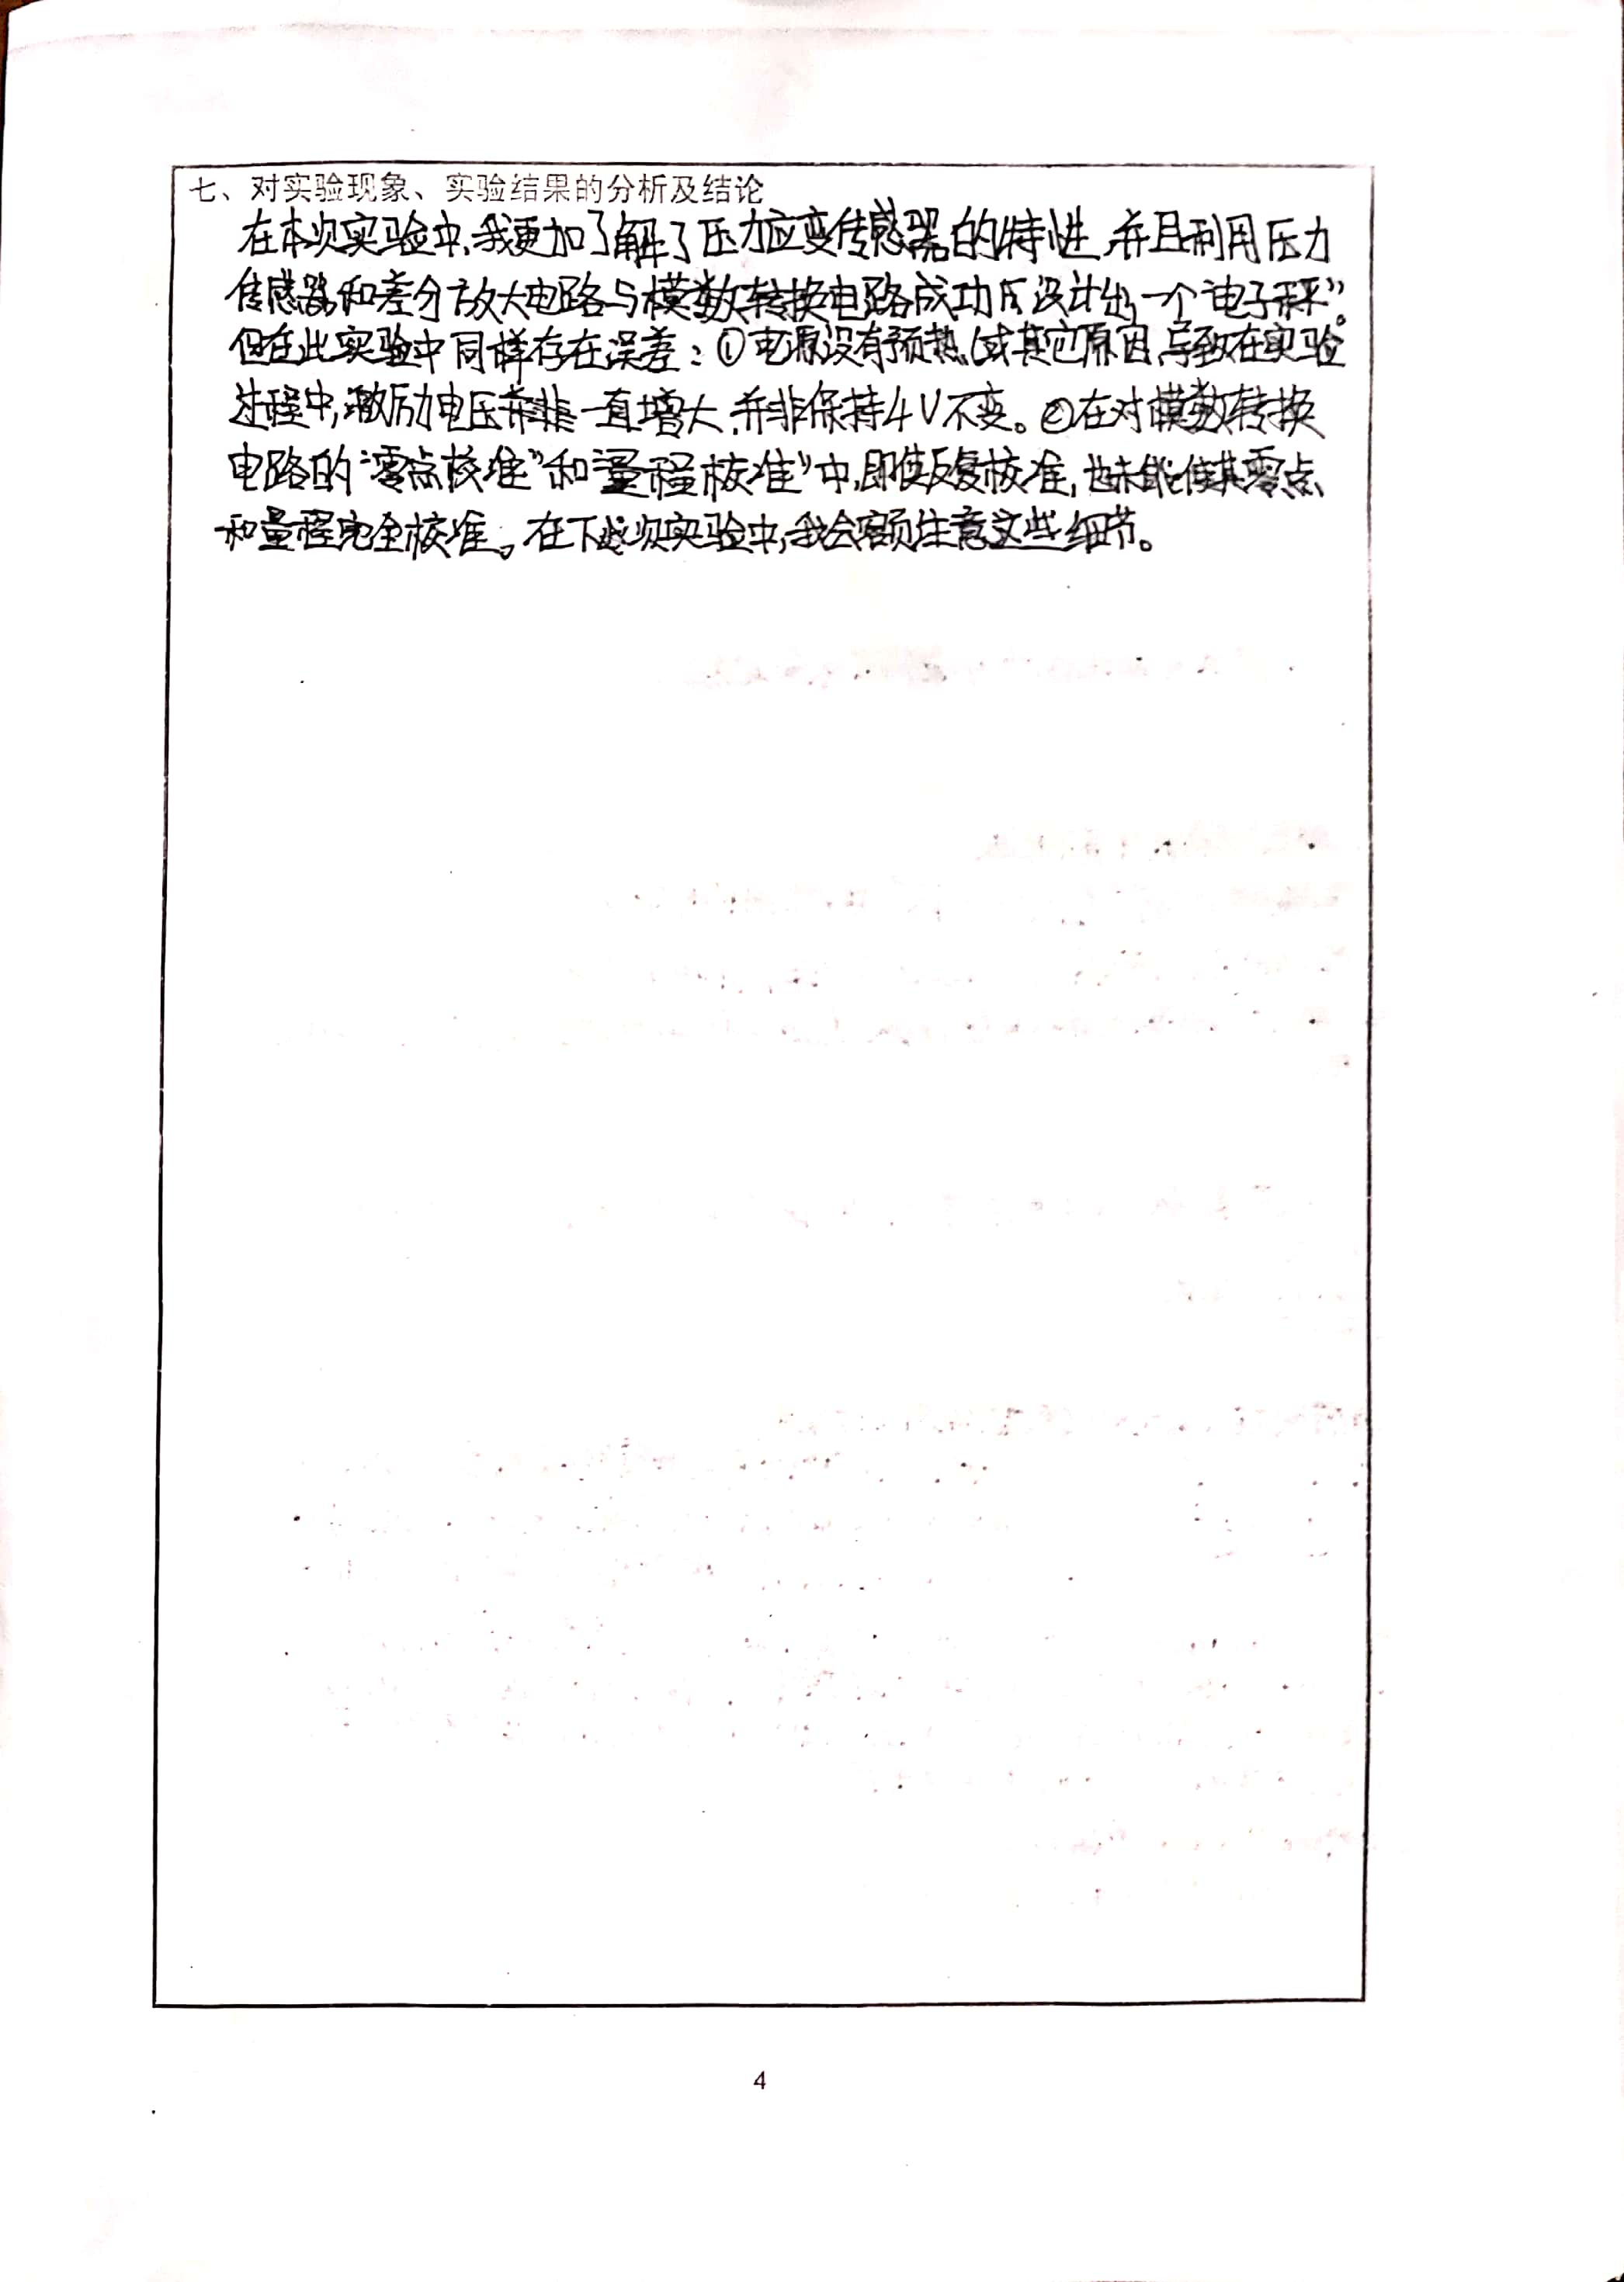 七、对实验现象、实验结果的分析及结论
在本次实验中,我更加了解了压力应变传感器的特性,并且利用压力
传感器和差分放大电路与模数转换电路成功设计出一个“电子秤”。
但在此实验中同样存在误差:①电源没有预热(或其它原因,导致在实验
过程中,激励电压一直增大,并非保持4V不变。②在对模数转换
电路的“零点校准”和“量程校准”中,即使反复校准,也未能使其零点
和量程完全校准。在下次实验中,我会注意这些细节。
4